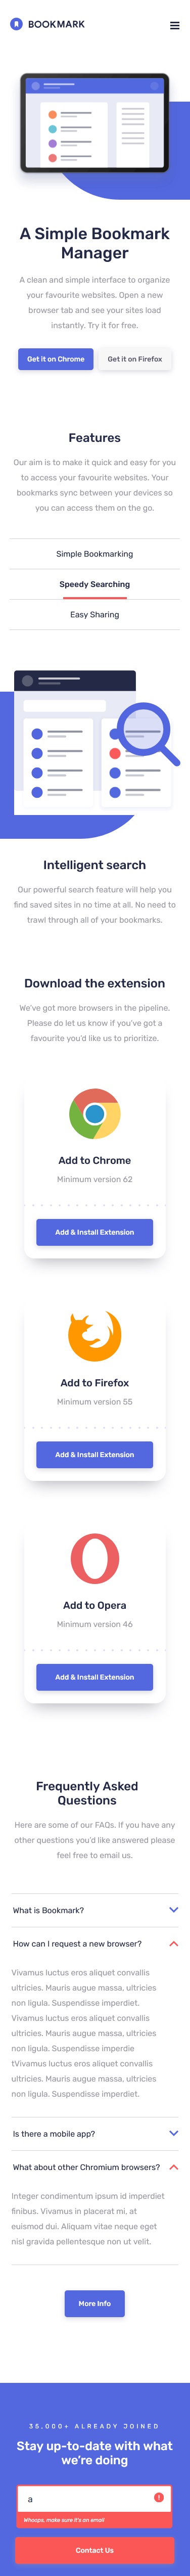 BOOKMARK
A Simple Bookmark
Manager
A clean and simple interface to organize
your favourite websites. Open a new
browser tab and see your sites load
instantly. Try it for free.
Get it on Chrome
Get it on Firefox
Features
Our aim is to make it quick and easy for you
to access your favourite websites. Your
bookmarks sync between your devices so
you can access them on the go.
Simple Bookmarking
Speedy Searching
Easy Sharing
Intelligent search
Our powerful search feature will help you
find saved sites in no time at all. No need to
trawl through all of your bookmarks.
Download the extension
We've got more browsers in the pipeline.
Please do let us know if you've got a
favourite you'd like us to prioritize.
Add to Chrome
Minimum version 62
Add & Install Extension
Add to Firefox
Minimum version 55
Add & Install Extension
Add to Opera
Minimum version 46
Add & Install Extension
Frequently Asked
Questions
Here are some of our FAQs. If you have any
other questions you'd like answered please
feel free to email us.
What is Bookmark?
How can I request a new browser?
Vivamus luctus eros aliquet convallis
ultricies. Mauris augue massa, ultricies
non ligula. Suspendisse imperdiet.
Vivamus luctus eros aliquet convallis
ultricies. Mauris augue massa, ultricies
non ligula. Suspendisse imperdie
tVivamus luctus eros aliquet convallis
ultricies. Mauris augue massa, ultricies
non ligula. Suspendisse imperdiet.
Is there a mobile app?
What about other Chromium browsers?
Integer condimentum ipsum id imperdiet
finibus. Vivamus in placerat mi, at
euismod dui. Aliquam vitae neque eget
nisl gravida pellentesque non ut velit.
More Info
35,000+ ALREADY JOINED
Stay up-to-date with what
we're doing
a
Whoops, make sure it's an email
Contact Us